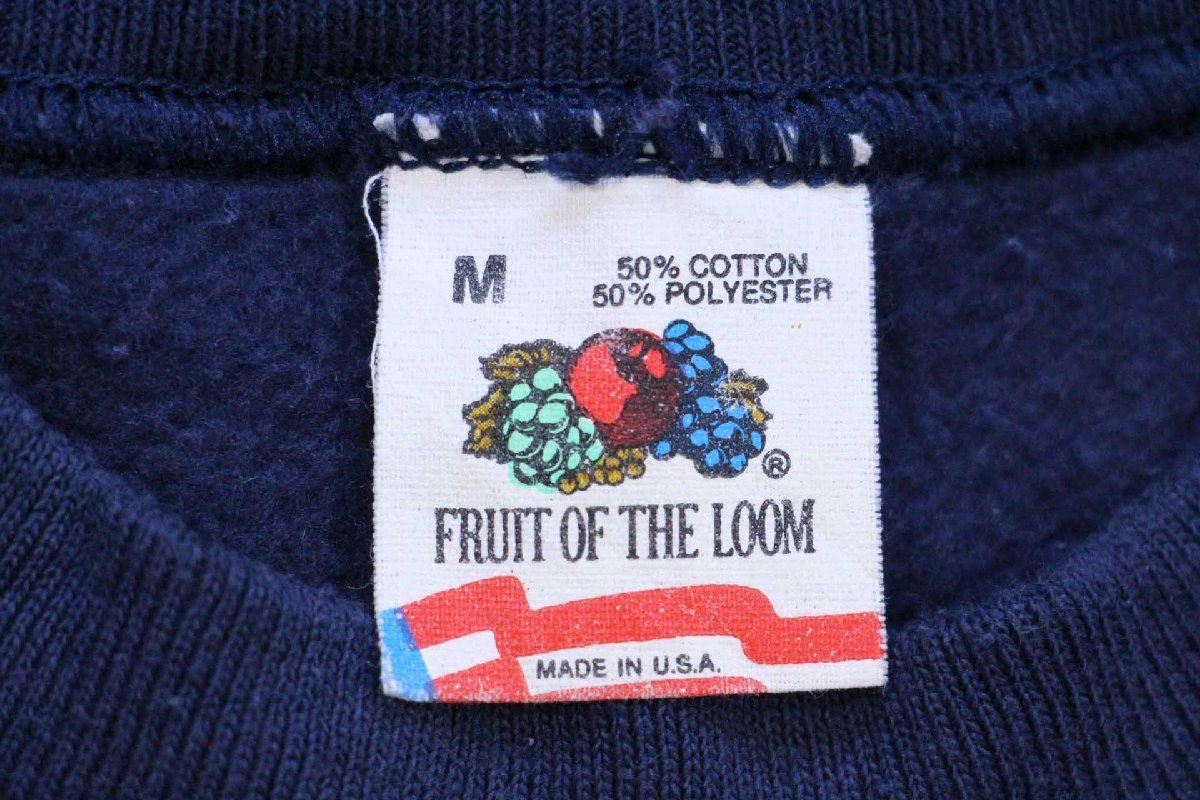 M
50% COTTON
50% POLYESTER
®
FRUIT OF THE LOOM
MADE IN U.S.A.